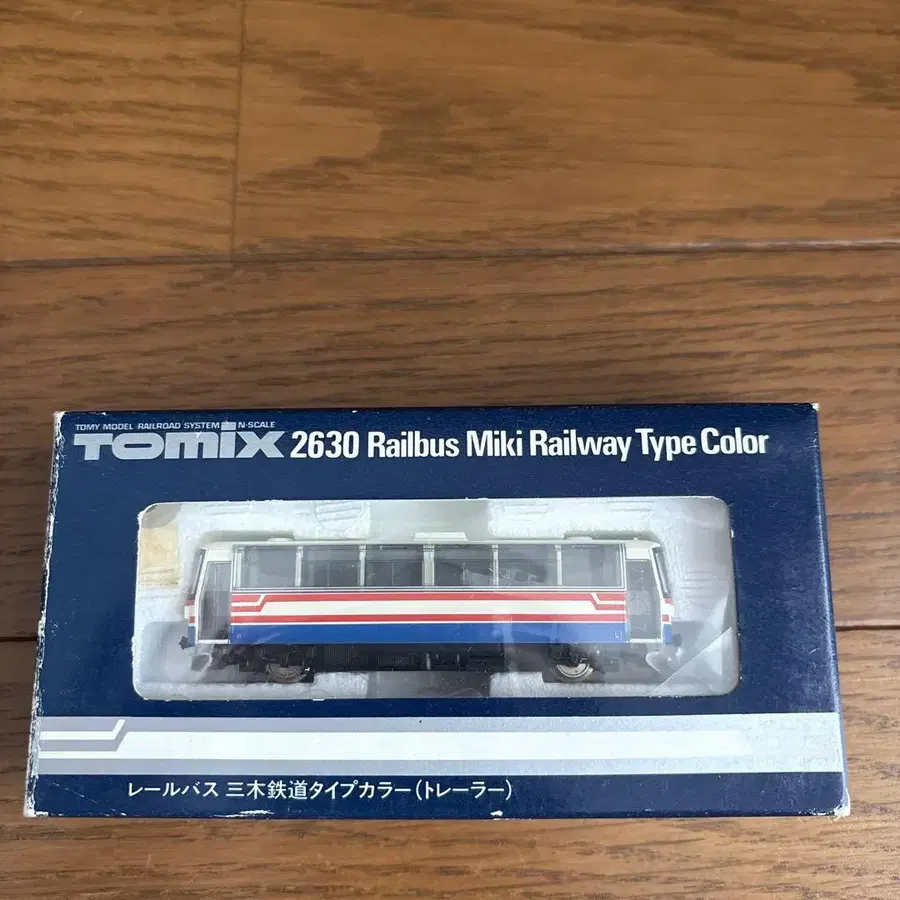 TOMY MODEL RAILROAD SYSTEM N-SCALE
TOMIX 2630 Railbus Miki Railway Type Color
レールバス 三木鉄道タイプカラー(トレーラー)